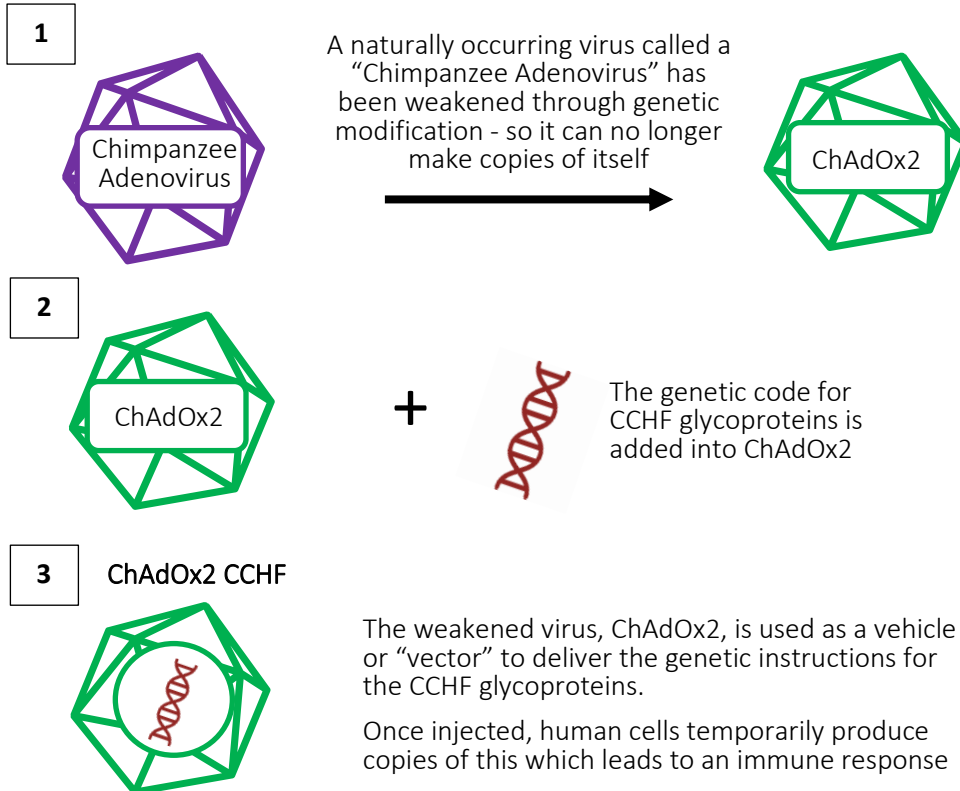 1
Chimpanzee
Adenovirus
A naturally occurring virus called a
“Chimpanzee Adenovirus” has
been weakened through genetic
modification - so it can no longer
make copies of itself
ChAdOx2
2
ChAdOx2
+
The genetic code for
CCHF glycoproteins is
added into ChAdOx2
3
ChAdOx2 CCHF
The weakened virus, ChAdOx2, is used as a vehicle
or “vector” to deliver the genetic instructions for
the CCHF glycoproteins.
Once injected, human cells temporarily produce
copies of this which leads to an immune response